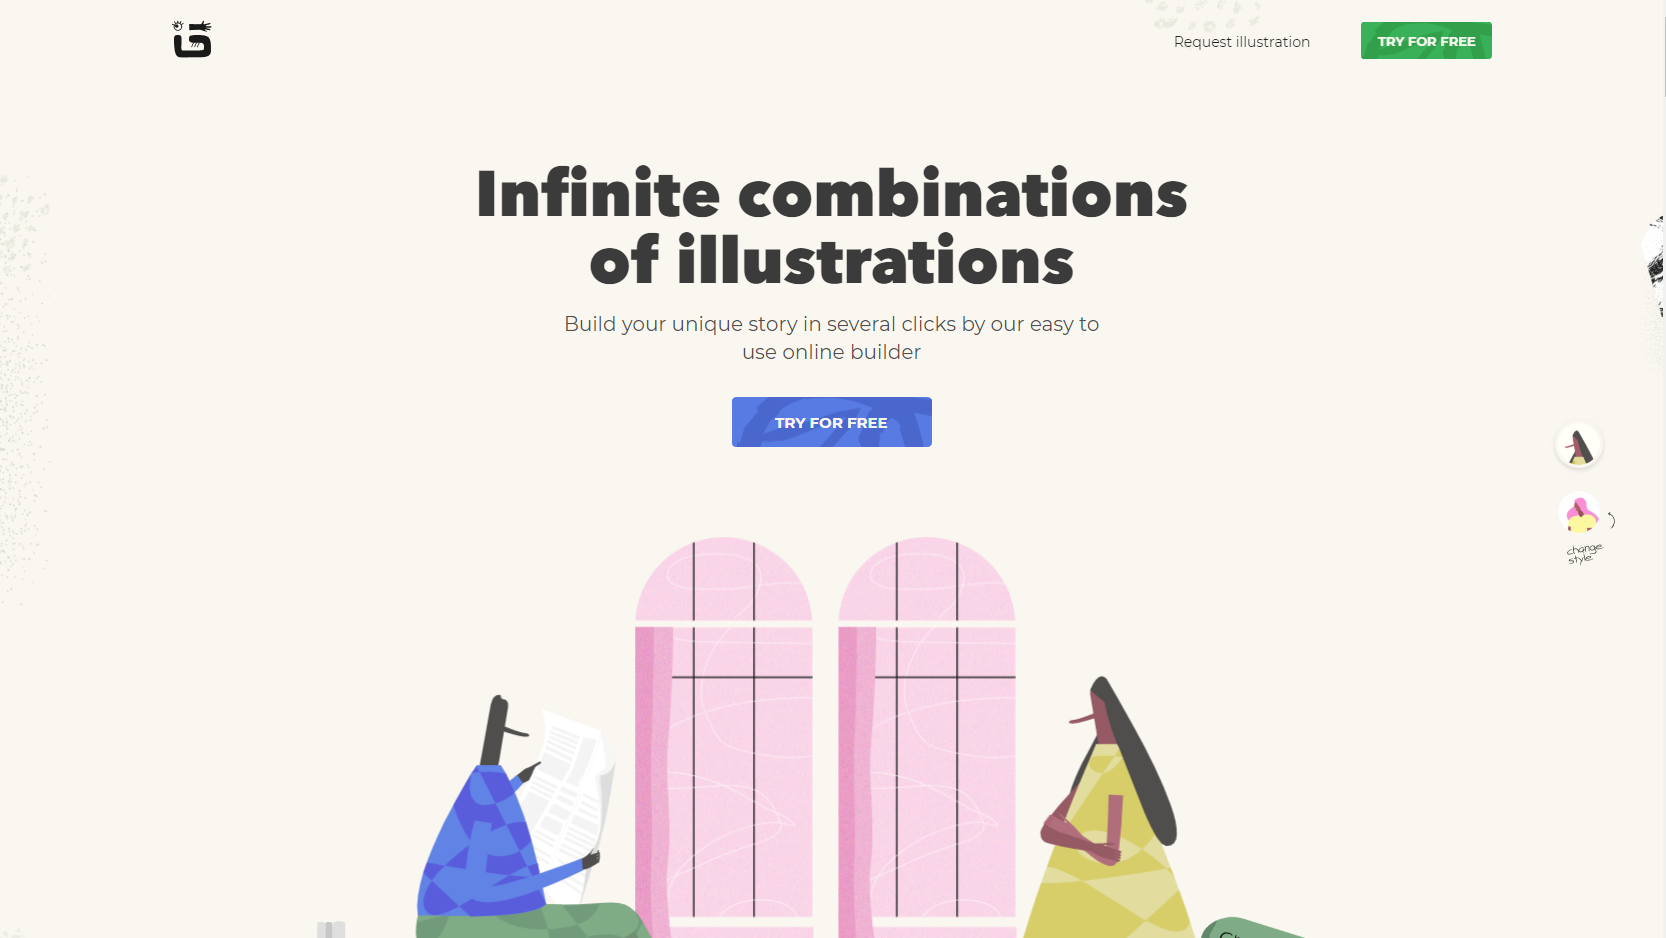 Request illustration
TRY FOR FREE
Infinite combinations
of illustrations
Build your unique story in several clicks by our easy to
use online builder
TRY FOR FREE
change
style